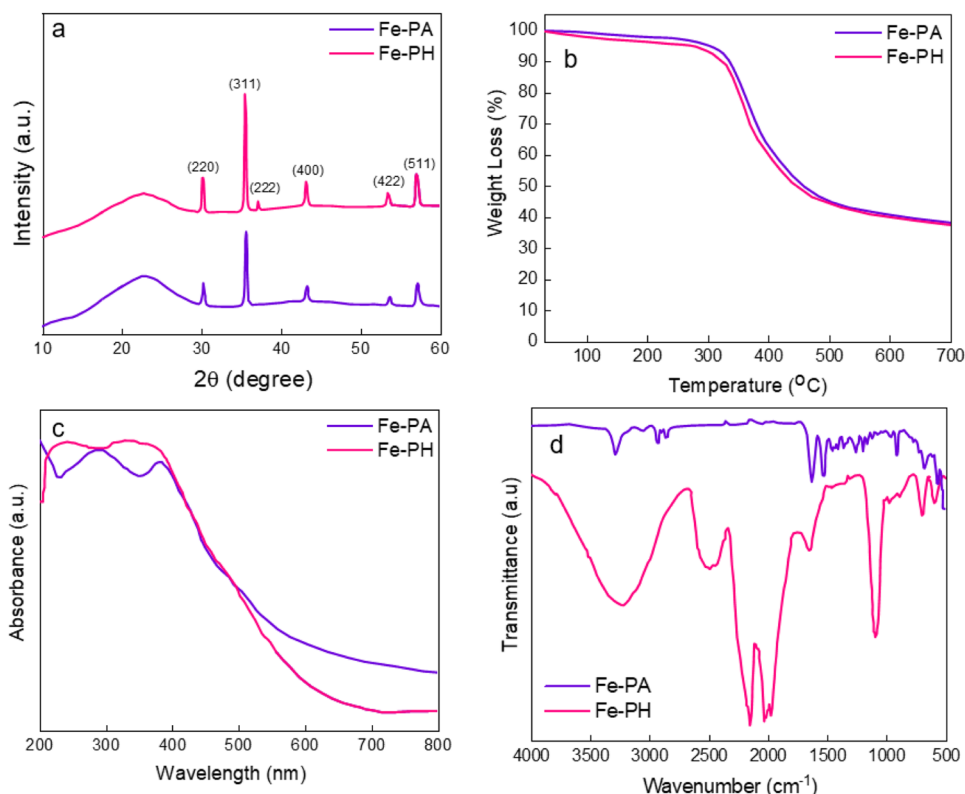 a
Fe-PA
Fe-PH
(311)
(220)
(222)
(400)
(422)
(511)
Intensity (a.u.)
10 20 30 40 50 60
2θ (degree)
b
Fe-PA
Fe-PH
100
90
80
70
60
50
40
30
20
10
0
Weight Loss (%)
100 200 300 400 500 600 700
Temperature (ºC)
c
Fe-PA
Fe-PH
Absorbance (a.u.)
200 300 400 500 600 700 800
Wavelength (nm)
d
Fe-PA
Fe-PH
Transmittance (a.u)
4000 3500 3000 2500 2000 1500 1000 500
Wavenumber (cm⁻¹)